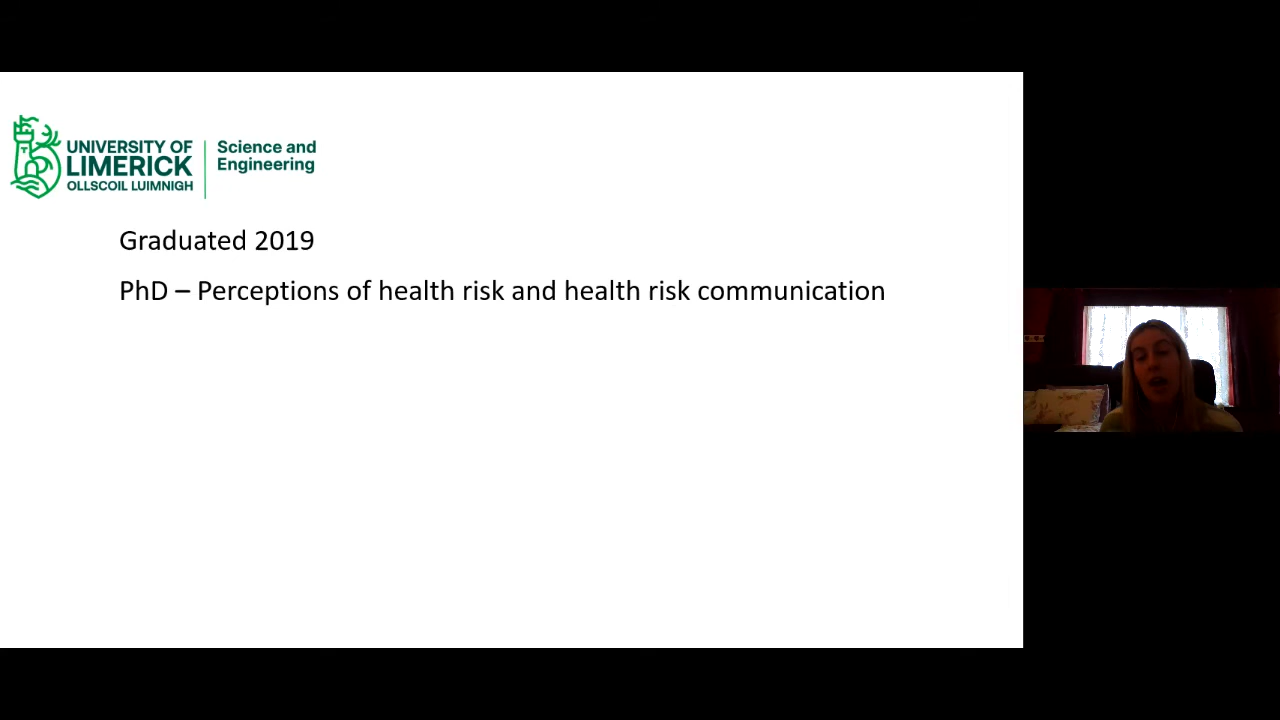 UNIVERSITY OF
LIMERICK
OLLSCOIL LUIMNIGH
Science and
Engineering
Graduated 2019
PhD – Perceptions of health risk and health risk communication